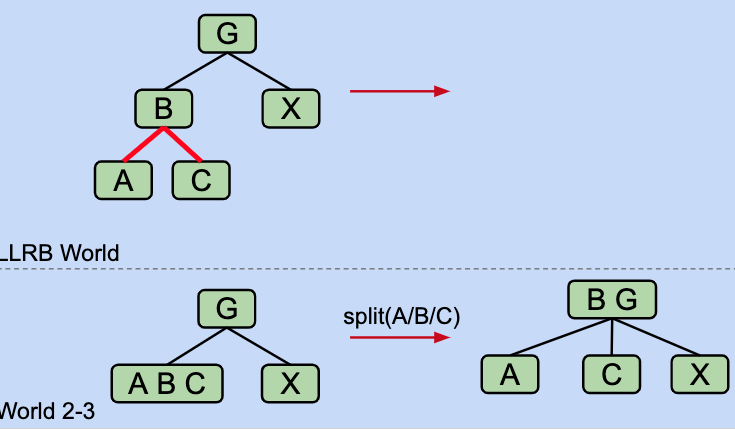 G
B X
A C
LLRB World
G
split(A/B/C)
B G
A B C X
A C X
World 2-3